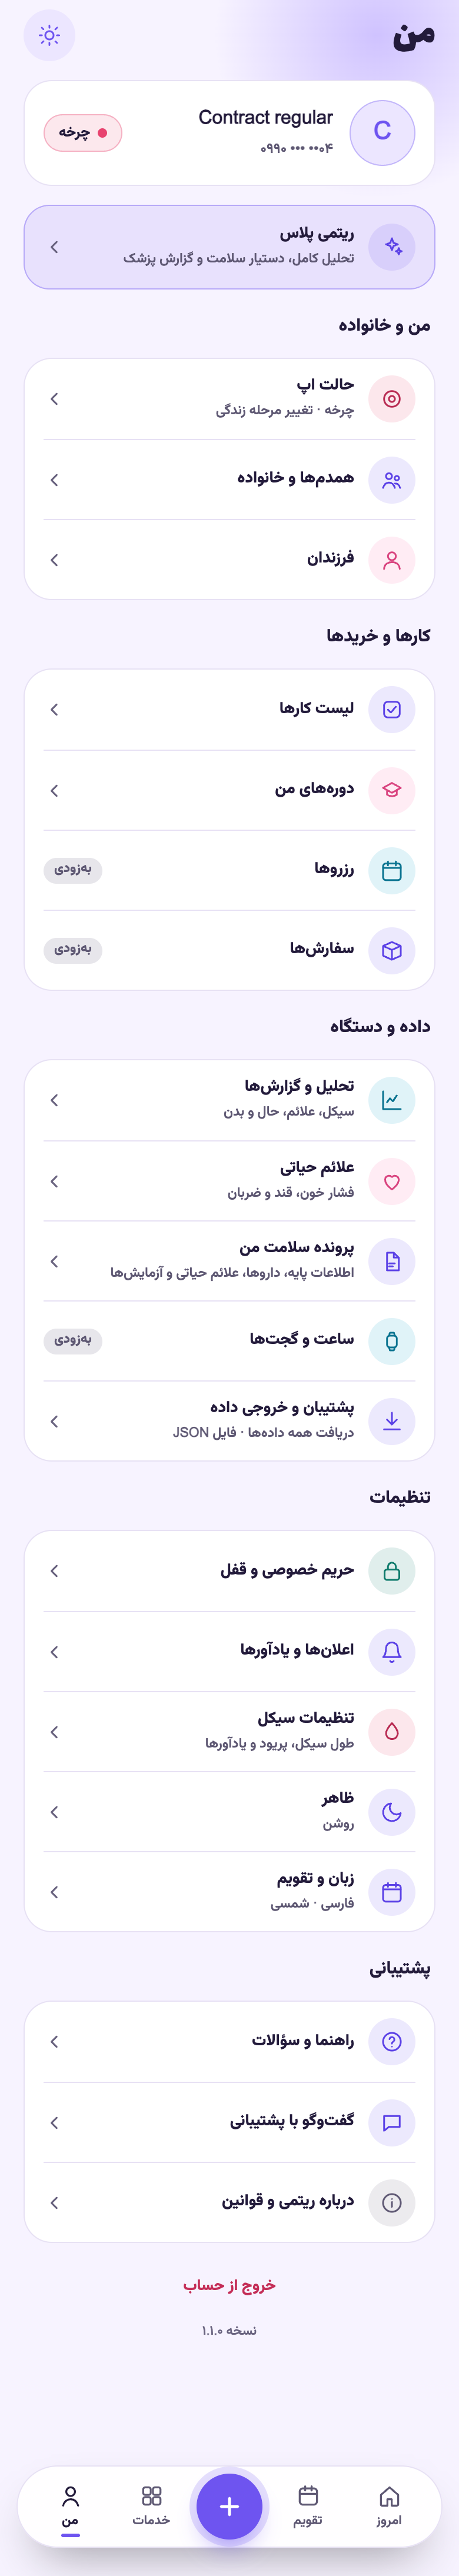 من
C
Contract regular
۰۹۹۰ ••• ••۰۴
چرخه
ریتمی پلاس
تحلیل کامل، دستیار سلامت و گزارش پزشک
من و خانواده
حالت اپ
چرخه · تغییر مرحله زندگی
همدم‌ها و خانواده
فرزندان
کارها و خریدها
لیست کارها
دوره‌های من
رزروها
به‌زودی
سفارش‌ها
به‌زودی
داده و دستگاه
تحلیل و گزارش‌ها
سیکل، علائم، حال و بدن
علائم حیاتی
فشار خون، قند و ضربان
پرونده سلامت من
اطلاعات پایه، داروها، علائم حیاتی و آزمایش‌ها
ساعت و گجت‌ها
به‌زودی
پشتیبان و خروجی داده
دریافت همه داده‌ها · فایل JSON
تنظیمات
حریم خصوصی و قفل
اعلان‌ها و یادآورها
تنظیمات سیکل
طول سیکل، پریود و یادآورها
ظاهر
روشن
زبان و تقویم
فارسی · شمسی
پشتیبانی
راهنما و سؤالات
گفت‌وگو با پشتیبانی
درباره ریتمی و قوانین
خروج از حساب
نسخه ۱.۱.۰
امروز
تقویم
خدمات
من